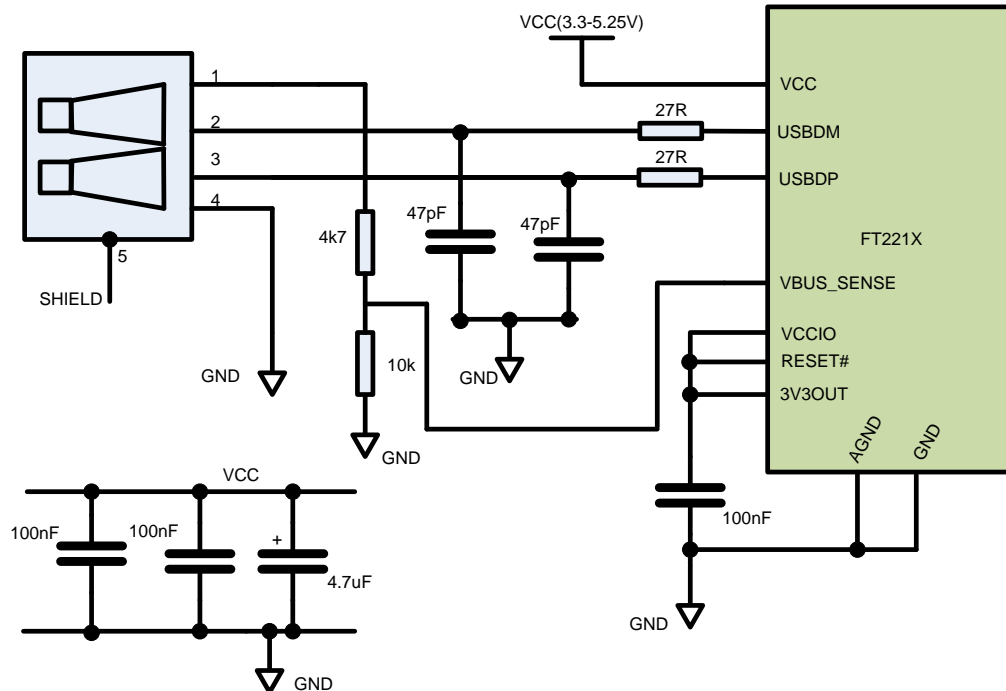 VCC(3.3-5.25V)
1
2
3
4
5
SHIELD
GND
4k7
10k
GND
47pF
47pF
GND
27R
27R
VCC
USBDM
USBDP
FT221X
VBUS_SENSE
VCCIO
RESET#
3V3OUT
AGND
GND
100nF
GND
VCC
100nF
100nF
+
4.7uF
GND